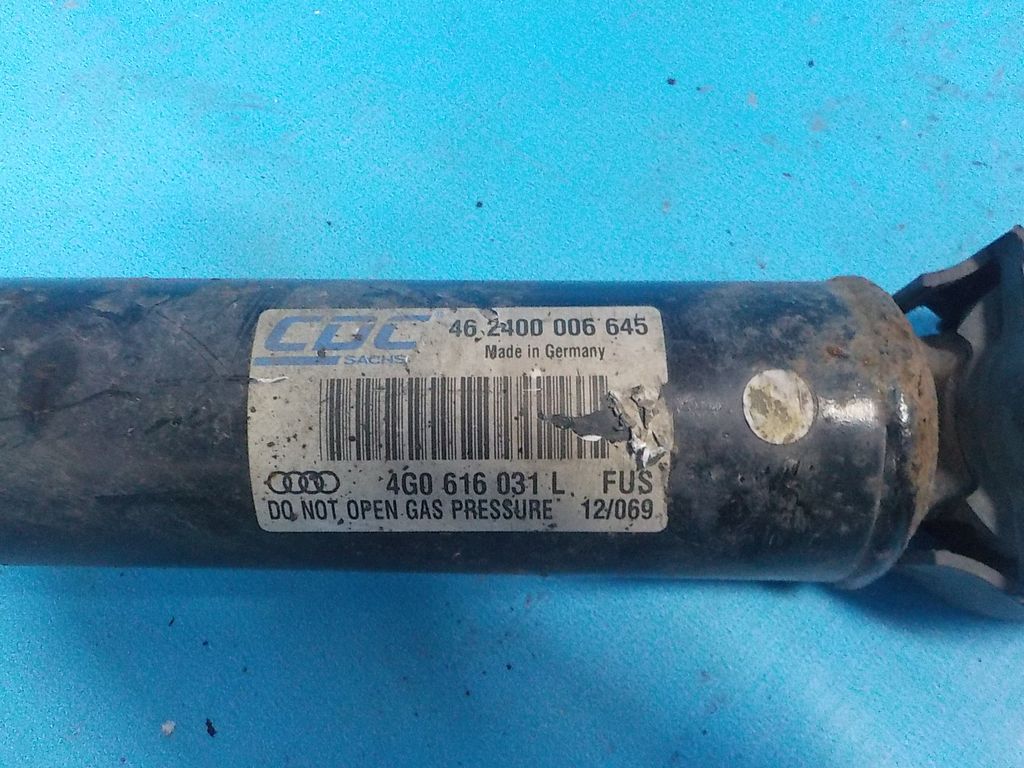 CDC 46 2400 006 645
SACHS Made in Germany
4G0 616 031 L FUS
DO NOT OPEN GAS PRESSURE 12/069